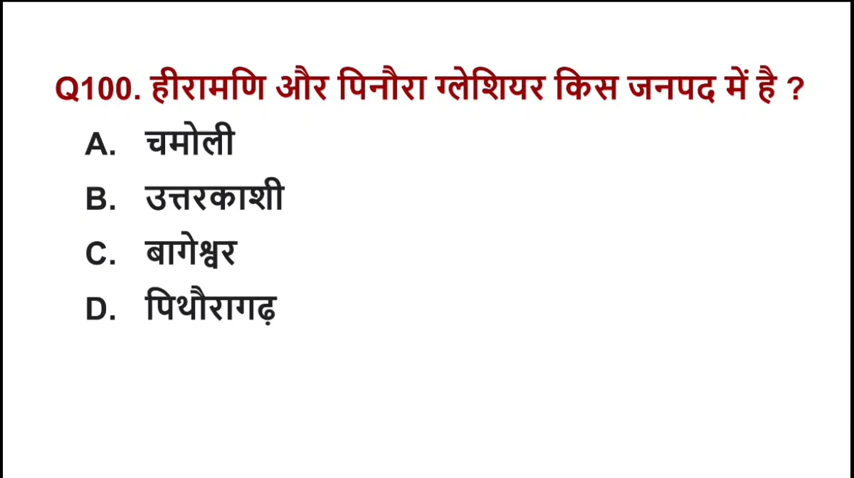 Q100. हीरामणि और पिनौरा ग्लेशियर किस जनपद में है ?
A. चमोली
B. उत्तरकाशी
C. बागेश्वर
D. पिथौरागढ़